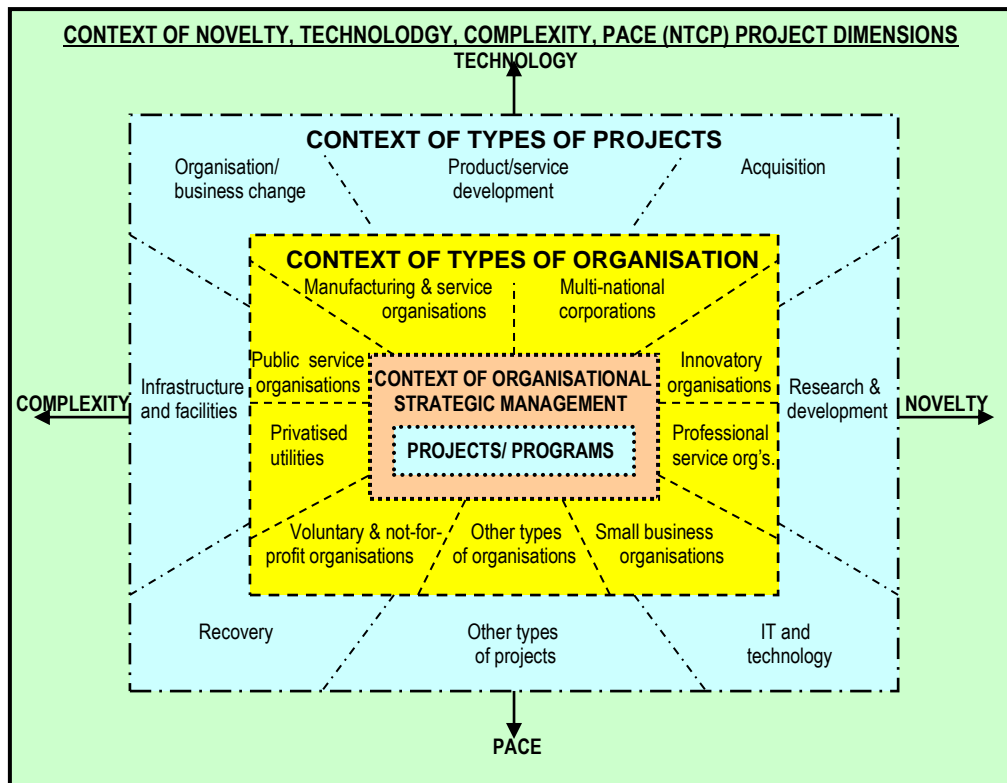 CONTEXT OF NOVELTY, TECHNOLODGY, COMPLEXITY, PACE (NTCP) PROJECT DIMENSIONS
TECHNOLOGY
CONTEXT OF TYPES OF PROJECTS
Organisation/
business change
Product/service
development
Acquisition
CONTEXT OF TYPES OF ORGANISATION
Manufacturing & service
organisations
Multi-national
corporations
Public service
organisations
CONTEXT OF ORGANISATIONAL
STRATEGIC MANAGEMENT
PROJECTS/ PROGRAMS
Innovatory
organisations
COMPLEXITY
Infrastructure
and facilities
Research &
development
NOVELTY
Privatised
utilities
Professional
service org's.
Voluntary & not-for-
profit organisations
Other types
of organisations
Small business
organisations
Recovery
Other types
of projects
IT and
technology
PACE